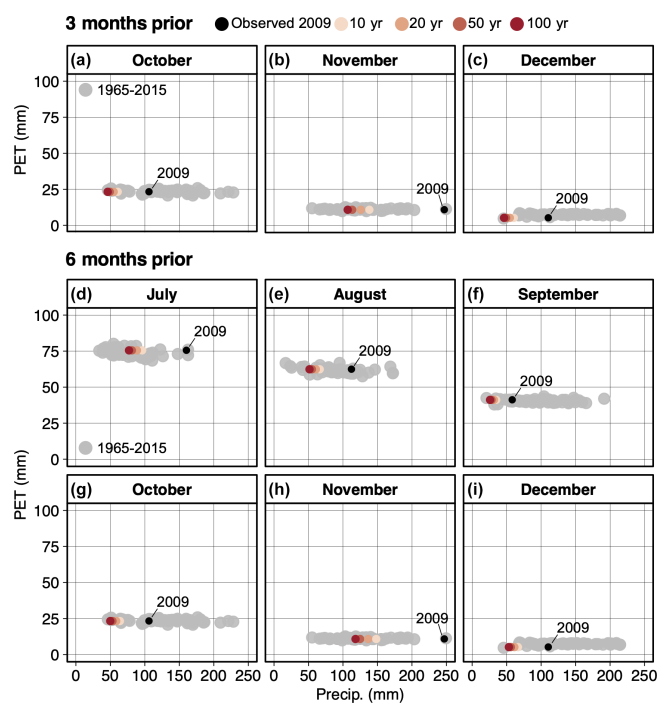 3 months prior Observed 2009 10 yr 20 yr 50 yr 100 yr
(a) October (b) November (c) December
PET (mm)
100
75
50
25
0
1965-2015
2009
2009
2009
6 months prior
(d) July (e) August (f) September
PET (mm)
100
75
50
25
0
2009
2009
2009
1965-2015
(g) October (h) November (i) December
PET (mm)
100
75
50
25
0
2009
2009
2009
0 50 100 150 200 250 0 50 100 150 200 250 0 50 100 150 200 250
Precip. (mm)